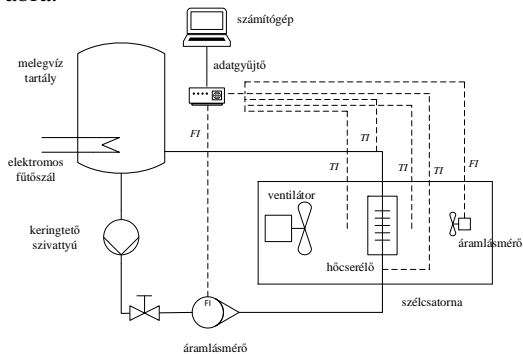 számítógép
melegvíz
tartály
adatgyűjtő
FI
TI
TI
TI
TI
FI
elektromos
fűtőszál
ventilátor
keringtető
szivattyú
áramlásmérő
hőcserélő
szélcsatorna
FI
áramlásmérő